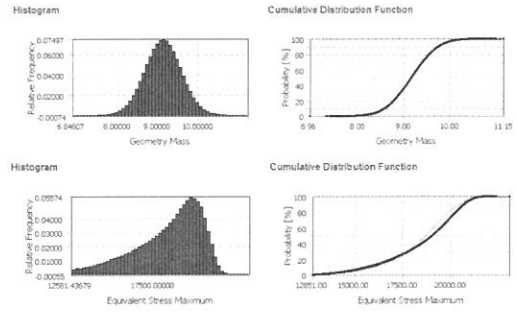 Histogram
Cumulative Distribution Function
0.07497
0.06000
0.04000
0.02000
-0.00074
Relative Frequency
8.00000 9.00000 10.00000
Geometry Mass
Probability [%]
100
80
60
40
20
0
6.96 8.00 9.00 10.00 11.15
Geometry Mass
Histogram
Cumulative Distribution Function
0.05574
0.04000
0.03000
0.02000
0.01000
-0.00055
Relative Frequency
12581.43679 17500.00000
Equivalent Stress Maximum
Probability [%]
100
80
60
40
20
0
12851.00 15000.00 17500.00 20000.00
Equivalent Stress Maximum